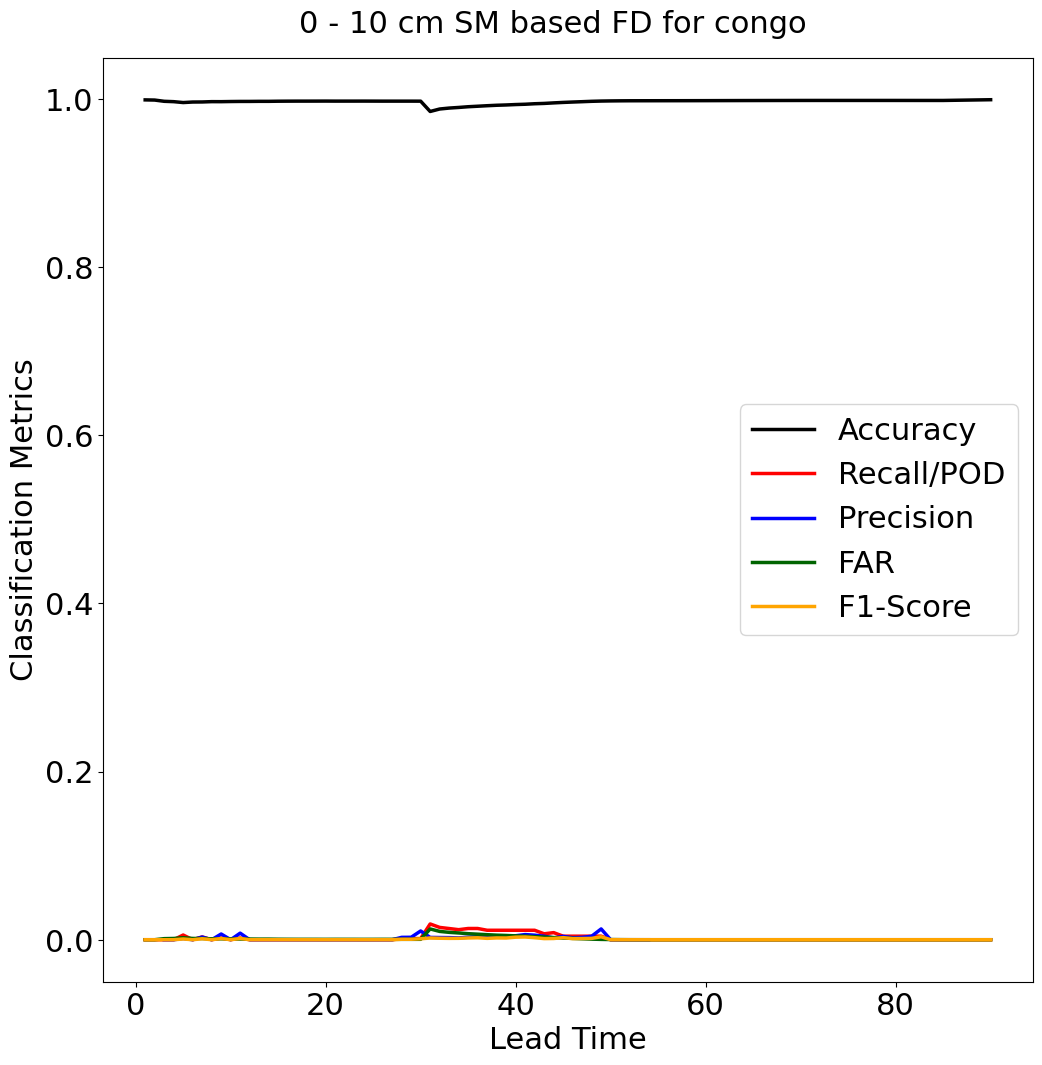 0 - 10 cm SM based FD for congo
1.0
0.8
0.6
0.4
0.2
0.0
Classification Metrics
Accuracy
Recall/POD
Precision
FAR
F1-Score
0 20 40 60 80
Lead Time